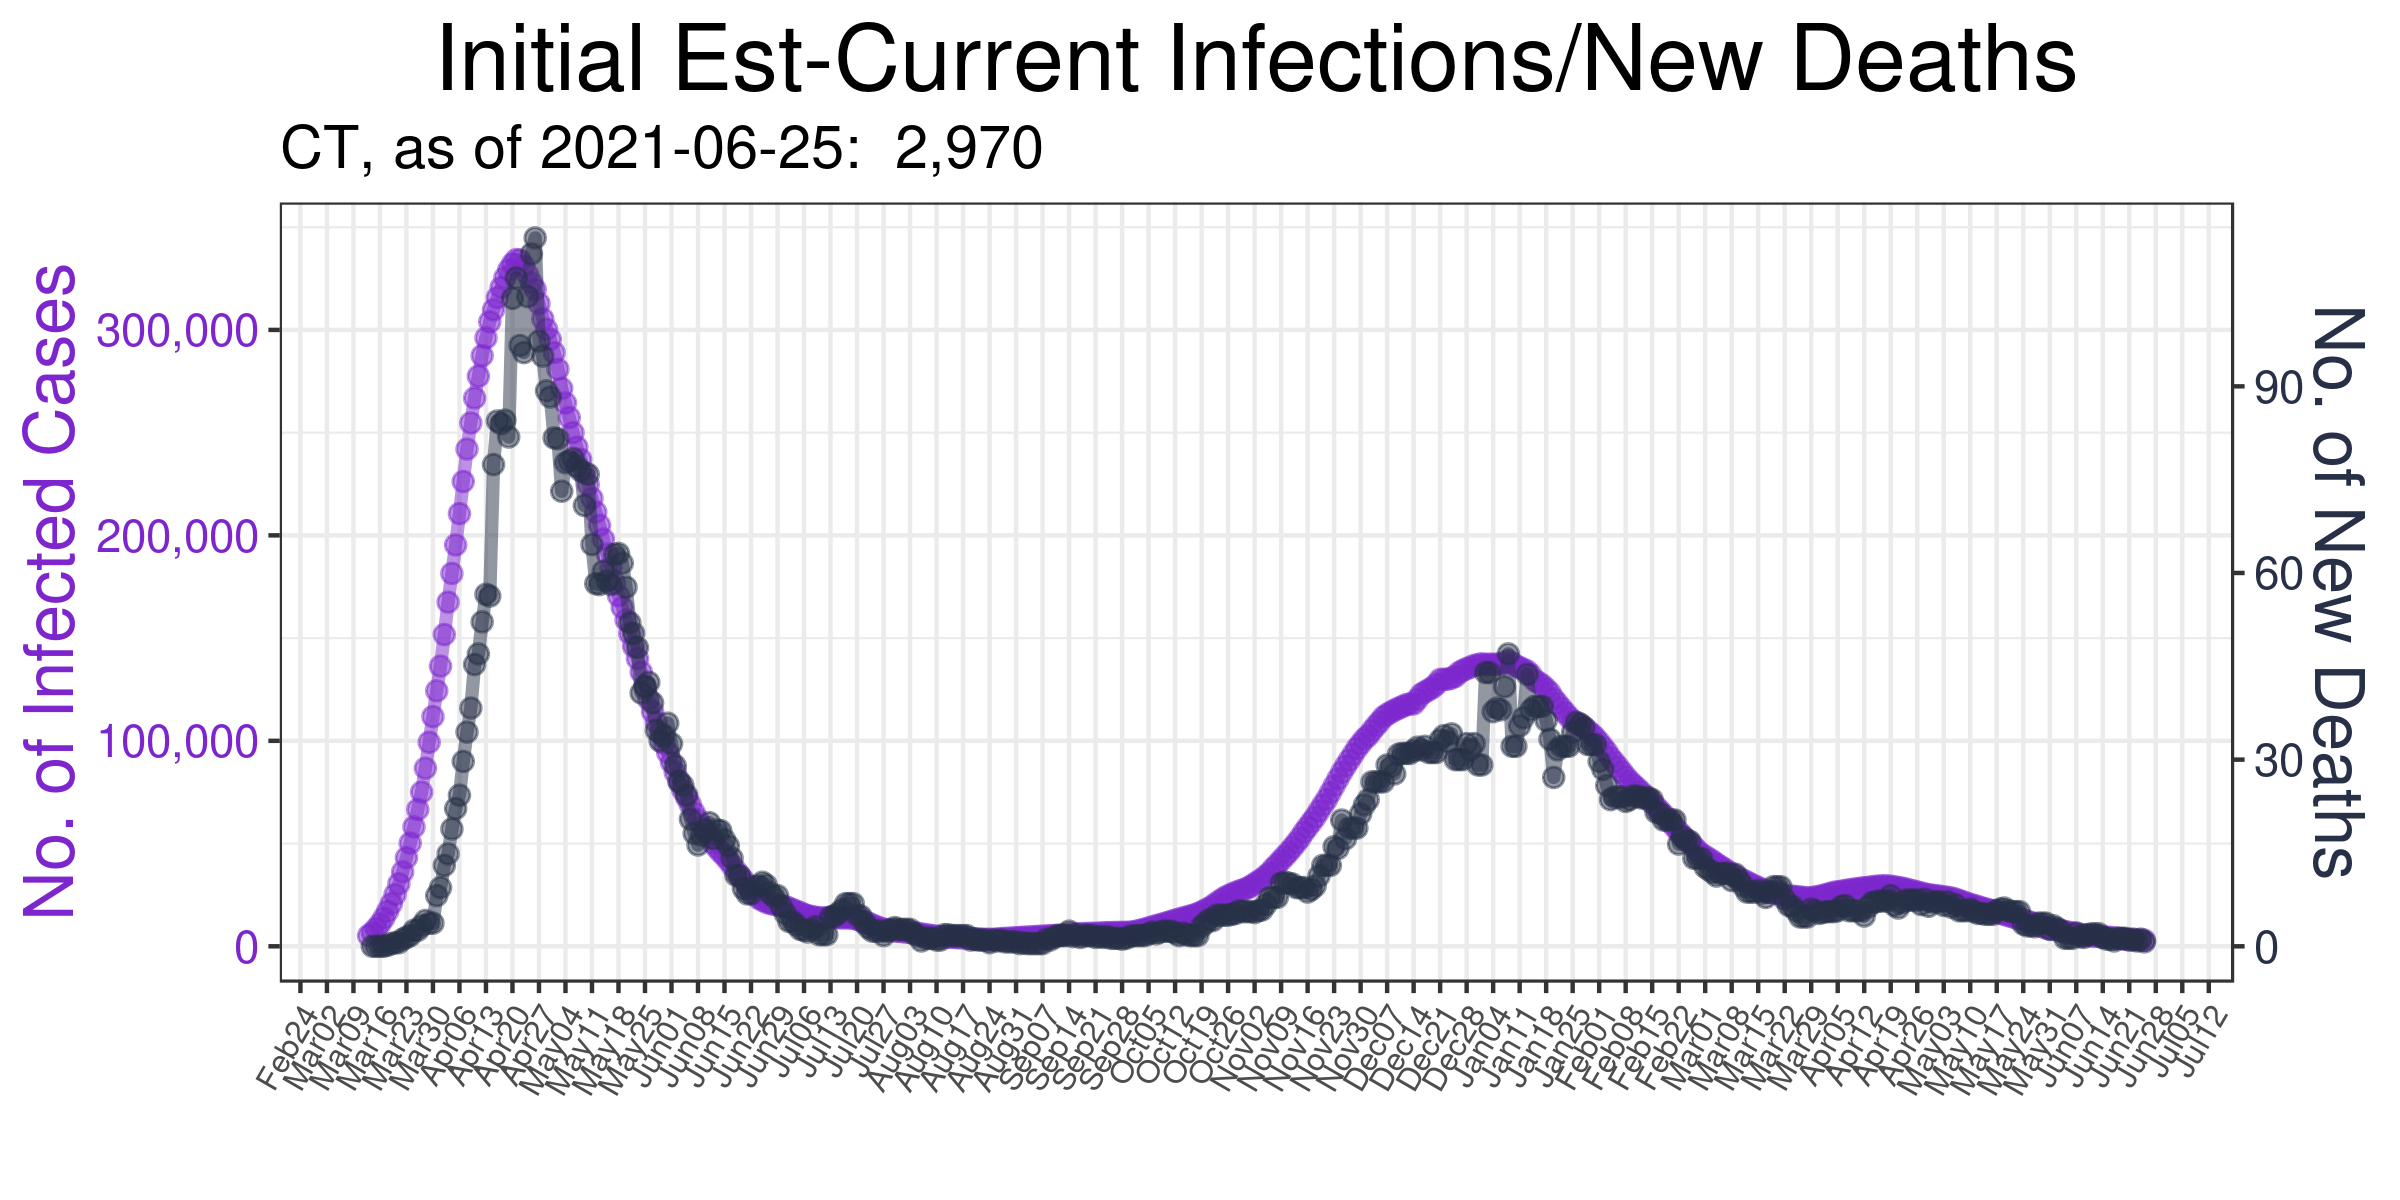 Initial Est-Current Infections/New Deaths
CT, as of 2021-06-25: 2,970
No. of Infected Cases
300,000
200,000
100,000
0
No. of New Deaths
90
60
30
0
Feb24
Mar02
Mar09
Mar16
Mar23
Mar30
Apr06
Apr13
Apr20
Apr27
May04
May11
May18
May25
Jun01
Jun08
Jun15
Jun22
Jun29
Jul06
Jul13
Jul20
Jul27
Aug03
Aug10
Aug17
Aug24
Aug31
Sep07
Sep14
Sep21
Sep28
Oct05
Oct12
Oct19
Oct26
Nov02
Nov09
Nov16
Nov23
Nov30
Dec07
Dec14
Dec21
Dec28
Jan04
Jan11
Jan18
Jan25
Feb01
Feb08
Feb15
Feb22
Mar01
Mar08
Mar15
Mar22
Mar29
Apr05
Apr12
Apr19
Apr26
May03
May10
May17
May24
May31
Jun07
Jun14
Jun21
Jun28
Jul05
Jul12